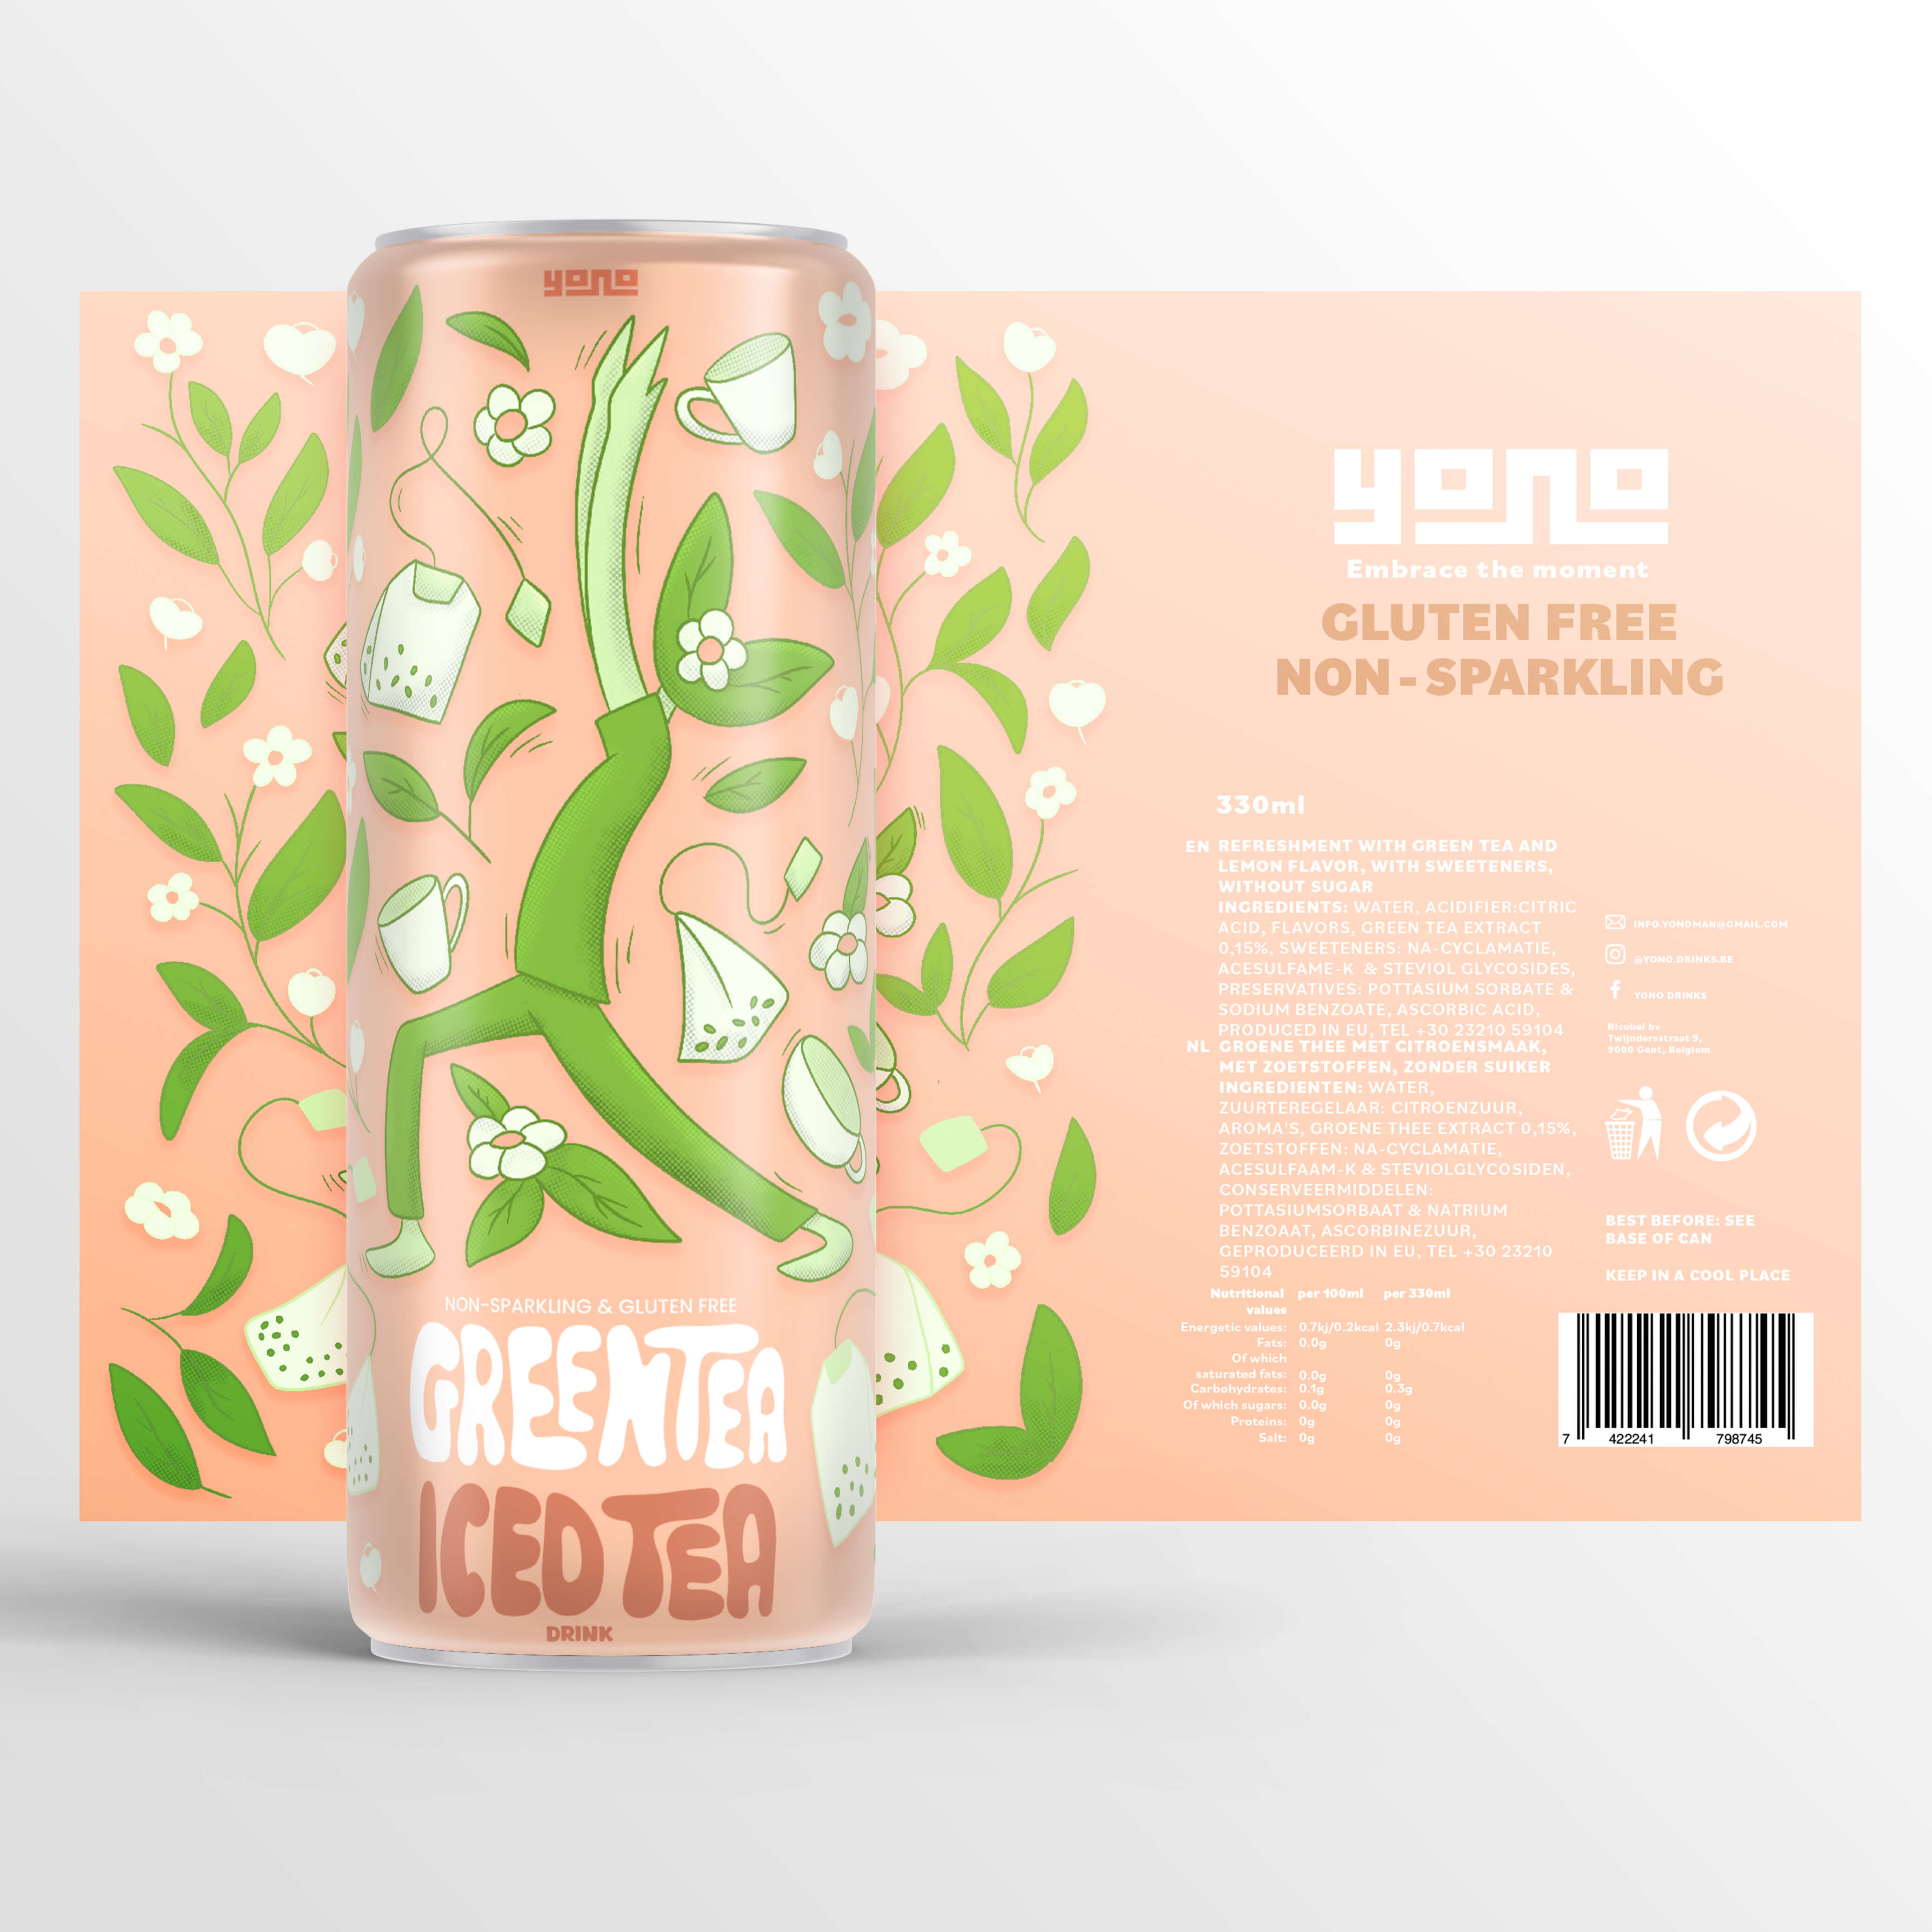 yono
NON-SPARKLING & GLUTEN FREE
GREEN TEA
ICED TEA
DRINK
yono
Embrace the moment
GLUTEN FREE
NON-SPARKLING
330ml
EN REFRESHMENT WITH GREEN TEA AND
LEMON FLAVOR, WITH SWEETENERS,
WITHOUT SUGAR
INGREDIENTS: WATER, ACIDIFIER:CITRIC
ACID, FLAVORS, GREEN TEA EXTRACT
0,15%, SWEETENERS: NA-CYCLAMATIE,
ACESULFAME-K & STEVIOL GLYCOSIDES,
PRESERVATIVES: POTTASIUM SORBATE &
SODIUM BENZOATE, ASCORBIC ACID,
PRODUCED IN EU, TEL +30 23210 59104
NL GROENE THEE MET CITROENSMAAK,
MET ZOETSTOFFEN, ZONDER SUIKER
INGREDIENTEN: WATER,
ZUURTEREGELAAR: CITROENZUUR,
AROMA'S, GROENE THEE EXTRACT 0,15%,
ZOETSTOFFEN: NA-CYCLAMATIE,
ACESULFAAM-K & STEVIOLGLYCOSIDEN,
CONSERVEERMIDDELEN:
POTTASIUMSORBAAT & NATRIUM
BENZOAAT, ASCORBINEZUUR,
GEPRODUCEERD IN EU, TEL +30 23210
59104
Nutritional values per 100ml per 330ml
Energetic values: 0.7kj/0.2kcal 2.3kj/0.7kcal
Fats: 0.0g 0g
Of which
saturated fats: 0.0g 0g
Carbohydrates: 0.1g 0.3g
Of which sugars: 0.0g 0g
Proteins: 0g 0g
Salt: 0g 0g
INFO.YONOMAN@GMAIL.COM
@YONO.DRINKS.BE
YONO DRINKS
Ricobel bv
Twijndersstraat 9,
9000 Gent, Belgium
BEST BEFORE: SEE
BASE OF CAN
KEEP IN A COOL PLACE
7 422241 798745